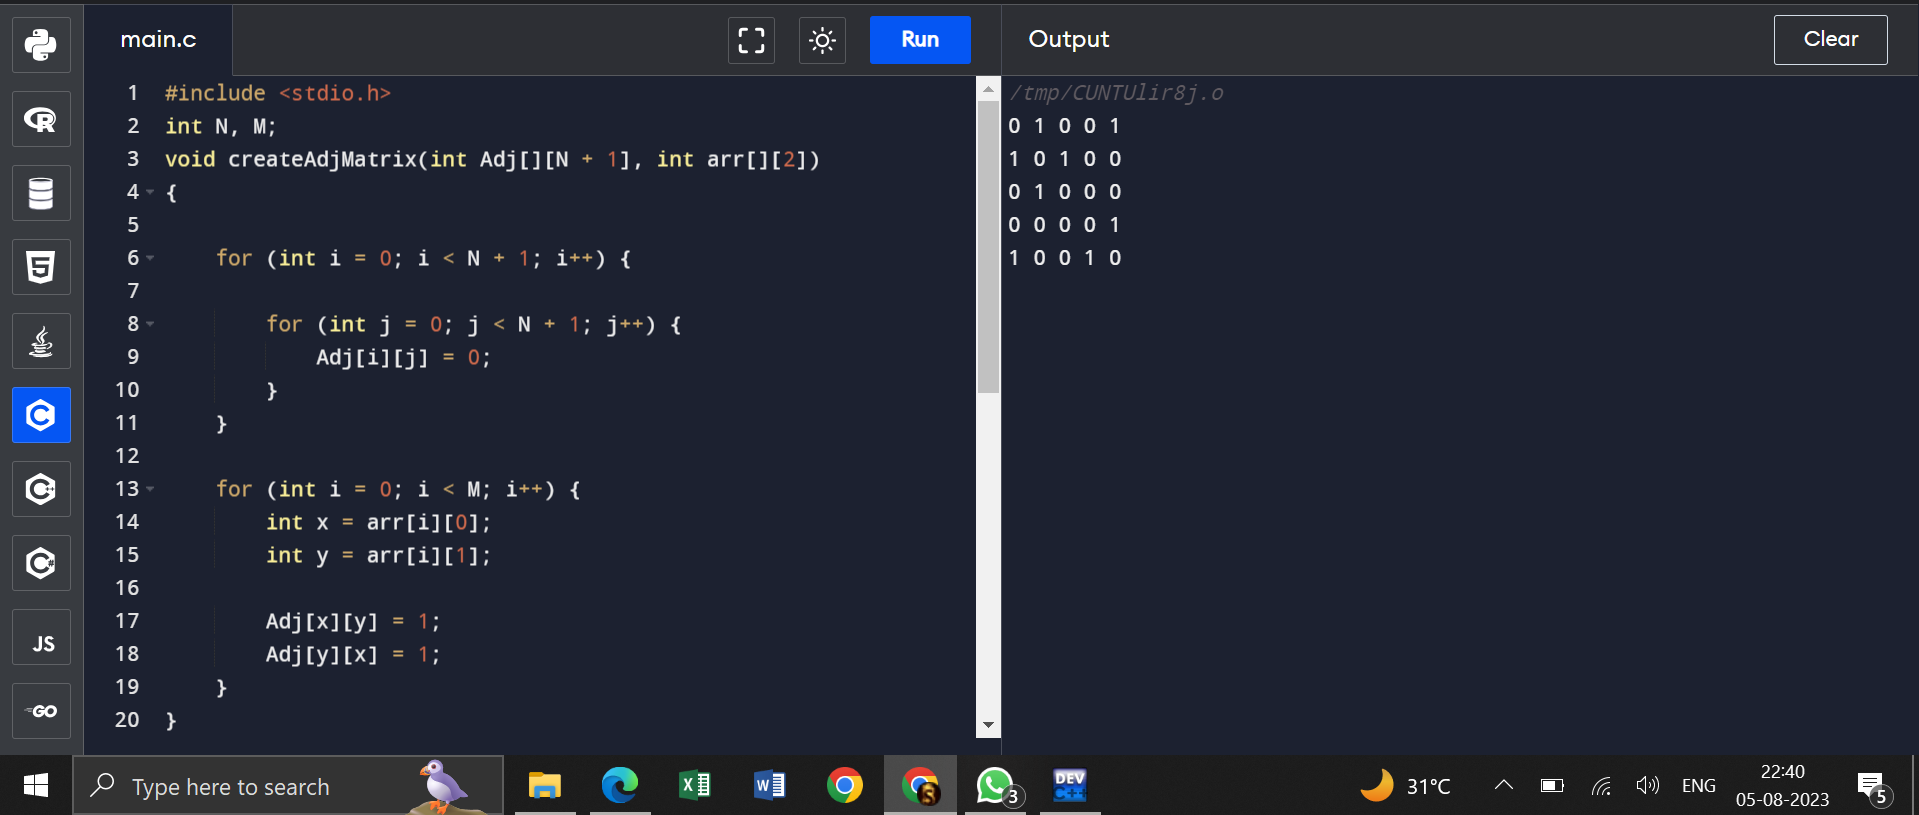 main.c
Run
Output
Clear
1 #include <stdio.h>
2 int N, M;
3 void createAdjMatrix(int Adj[][N + 1], int arr[][2])
4 {
5
6 for (int i = 0; i < N + 1; i++) {
7
8 for (int j = 0; j < N + 1; j++) {
9 Adj[i][j] = 0;
10 }
11 }
12
13 for (int i = 0; i < M; i++) {
14 int x = arr[i][0];
15 int y = arr[i][1];
16
17 Adj[x][y] = 1;
18 Adj[y][x] = 1;
19 }
20 }
/tmp/CUNTUlir8j.o
0 1 0 0 1
1 0 1 0 0
0 1 0 0 0
0 0 0 0 1
1 0 0 1 0
R
5
C
C
C
JS
GO
Type here to search
X
W
S
3
DEV
C++
31°C
ENG
22:40
05-08-2023
5